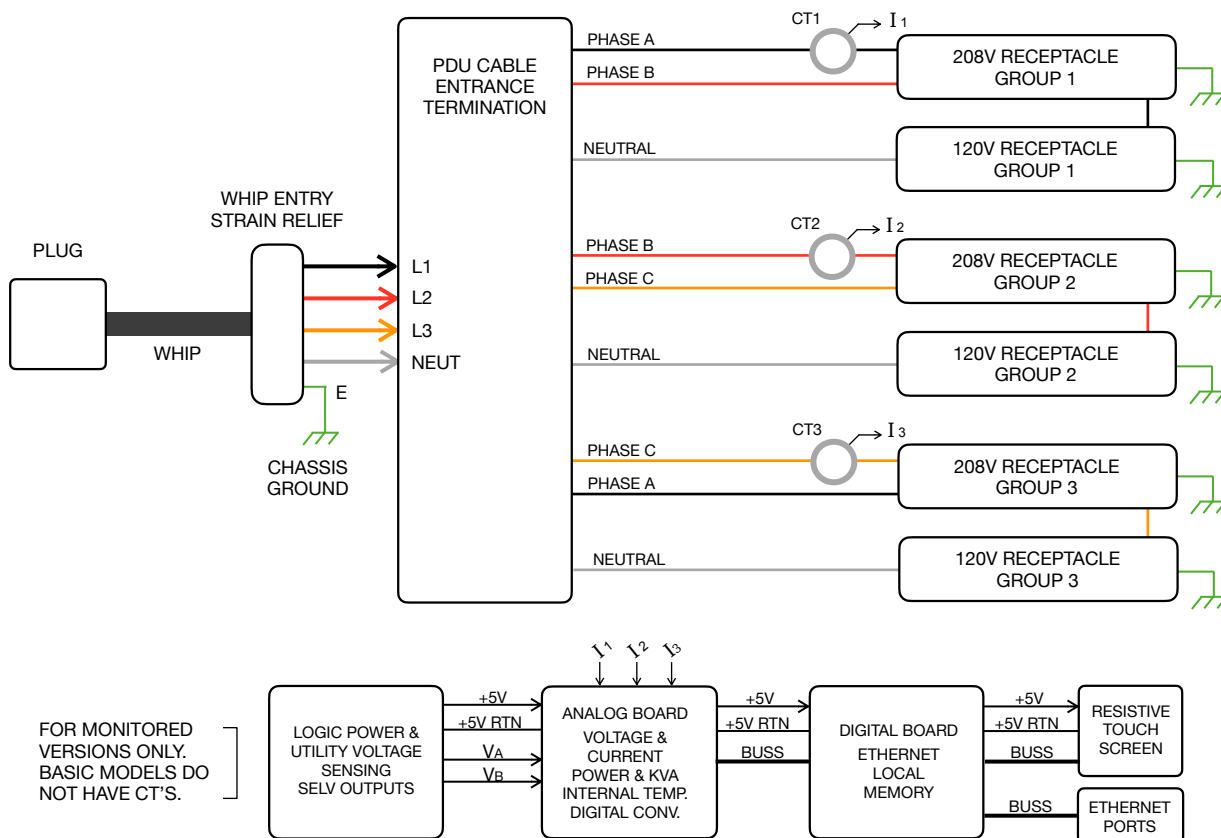 CT1
I1
PHASE A
PHASE B
208V RECEPTACLE
GROUP 1
PDU CABLE
ENTRANCE
TERMINATION
NEUTRAL
120V RECEPTACLE
GROUP 1
WHIP ENTRY
STRAIN RELIEF
CT2
I2
PHASE B
PHASE C
208V RECEPTACLE
GROUP 2
PLUG
L1
L2
L3
NEUT
WHIP
E
NEUTRAL
120V RECEPTACLE
GROUP 2
CHASSIS
GROUND
CT3
I3
PHASE C
PHASE A
208V RECEPTACLE
GROUP 3
NEUTRAL
120V RECEPTACLE
GROUP 3
I1
I2
I3
FOR MONITORED
VERSIONS ONLY.
BASIC MODELS DO
NOT HAVE CT'S.
LOGIC POWER &
UTILITY VOLTAGE
SENSING
SELV OUTPUTS
+5V
+5V RTN
VA
VB
ANALOG BOARD
VOLTAGE &
CURRENT
POWER & KVA
INTERNAL TEMP.
DIGITAL CONV.
+5V
+5V RTN
BUSS
DIGITAL BOARD
ETHERNET
LOCAL
MEMORY
+5V
+5V RTN
BUSS
RESISTIVE
TOUCH
SCREEN
BUSS
ETHERNET
PORTS